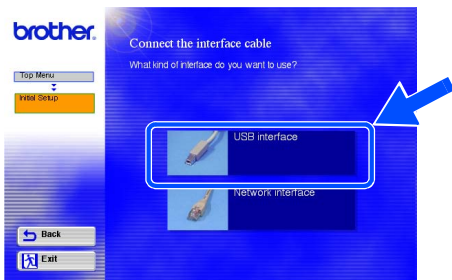 brother.
Connect the interface cable
What kind of interface do you want to use?
Top Menu
Initial Setup
USB interface
Network interface
Back
Exit